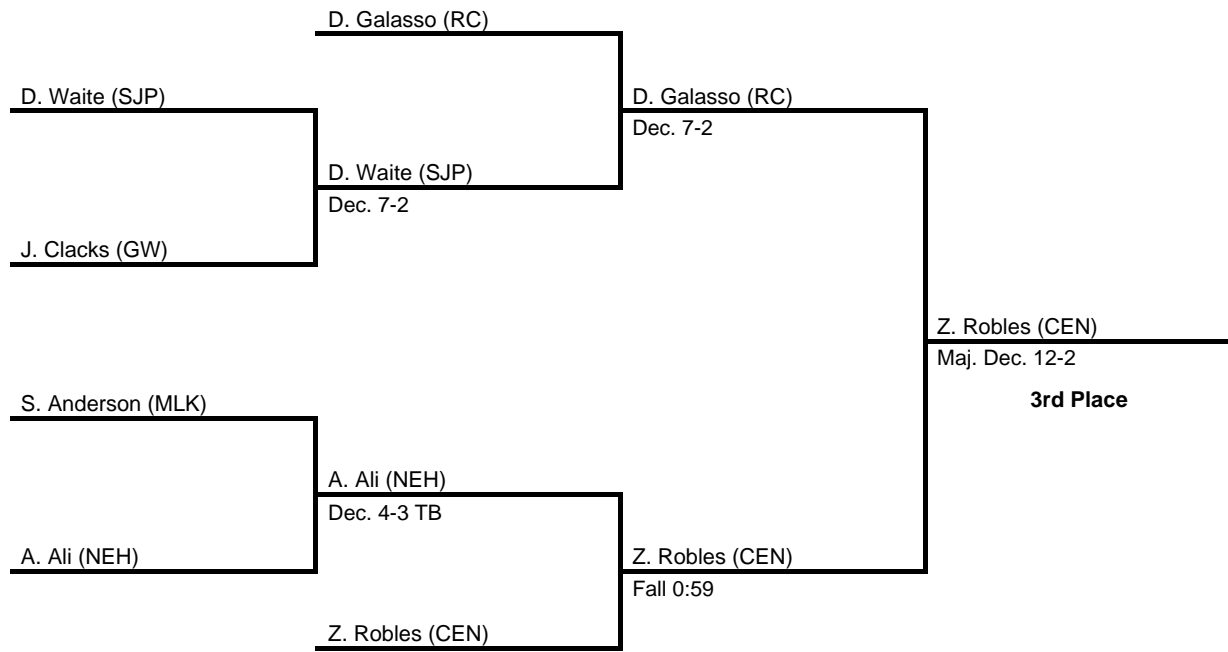 D. Galasso (RC)
D. Waite (SJP)
D. Galasso (RC)
Dec. 7-2
D. Waite (SJP)
Dec. 7-2
J. Clacks (GW)
Z. Robles (CEN)
Maj. Dec. 12-2
3rd Place
S. Anderson (MLK)
A. Ali (NEH)
Dec. 4-3 TB
A. Ali (NEH)
Z. Robles (CEN)
Fall 0:59
Z. Robles (CEN)